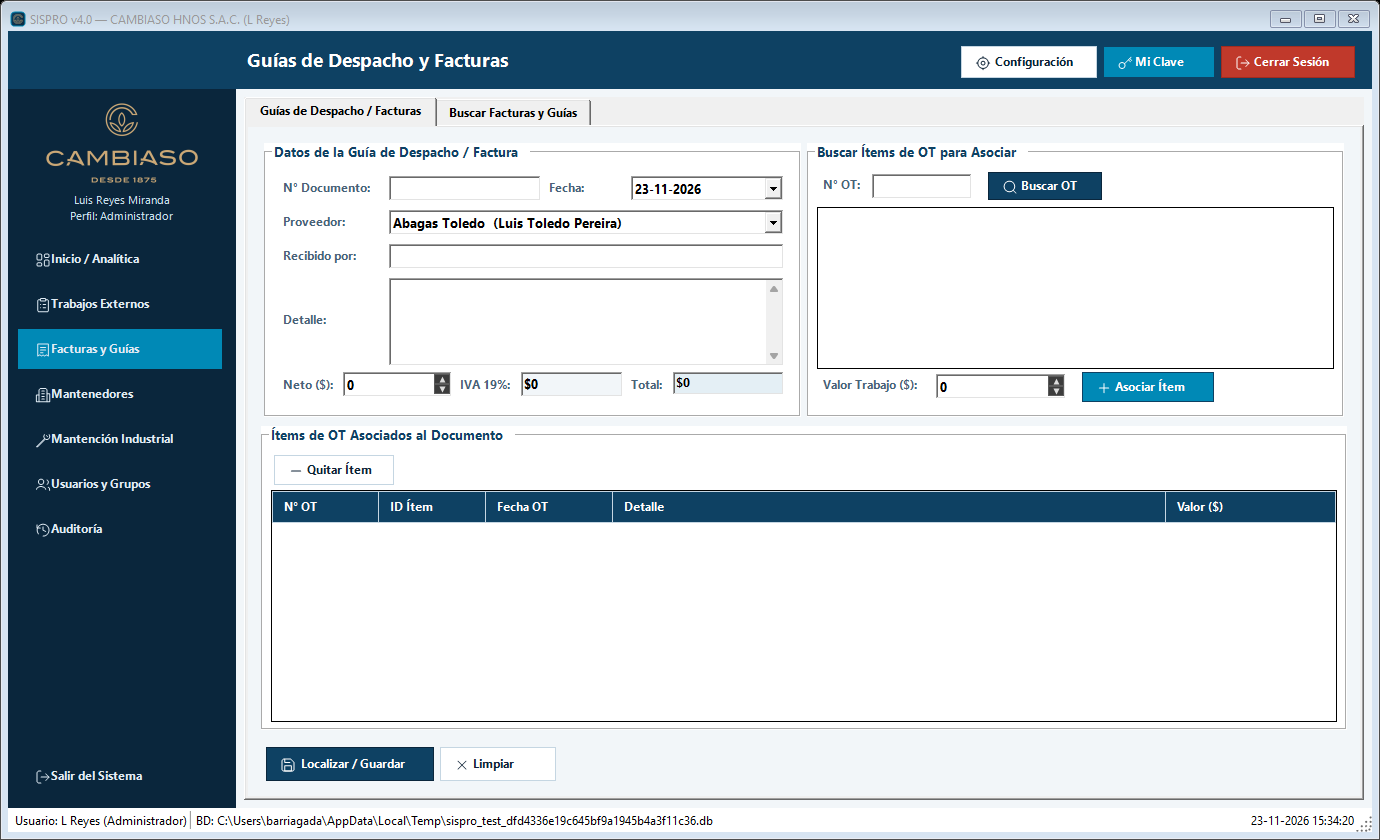 SISPRO v4.0 — CAMBIASO HNOS S.A.C. (L Reyes)
Guías de Despacho y Facturas
Configuración
Mi Clave
Cerrar Sesión
CAMBIASO
DESDE 1875
Luis Reyes Miranda
Perfil: Administrador
Inicio / Analítica
Trabajos Externos
Facturas y Guías
Mantenedores
Mantención Industrial
Usuarios y Grupos
Auditoría
Salir del Sistema
Guías de Despacho / Facturas
Buscar Facturas y Guías
Datos de la Guía de Despacho / Factura
N° Documento:
Fecha: 23-11-2026
Proveedor: Abagas Toledo (Luis Toledo Pereira)
Recibido por:
Detalle:
Neto ($): 0 IVA 19%: $0 Total: $0
Buscar Ítems de OT para Asociar
N° OT:
Buscar OT
Valor Trabajo ($): 0
Asociar Ítem
Ítems de OT Asociados al Documento
Quitar Ítem
N° OT ID Ítem Fecha OT Detalle Valor ($)
Localizar / Guardar
Limpiar
Usuario: L Reyes (Administrador) BD: C:\Users\barriagada\AppData\Local\Temp\sispro_test_dfd4336e19c645bf9a1945b4a3f11c36.db 23-11-2026 15:34:20